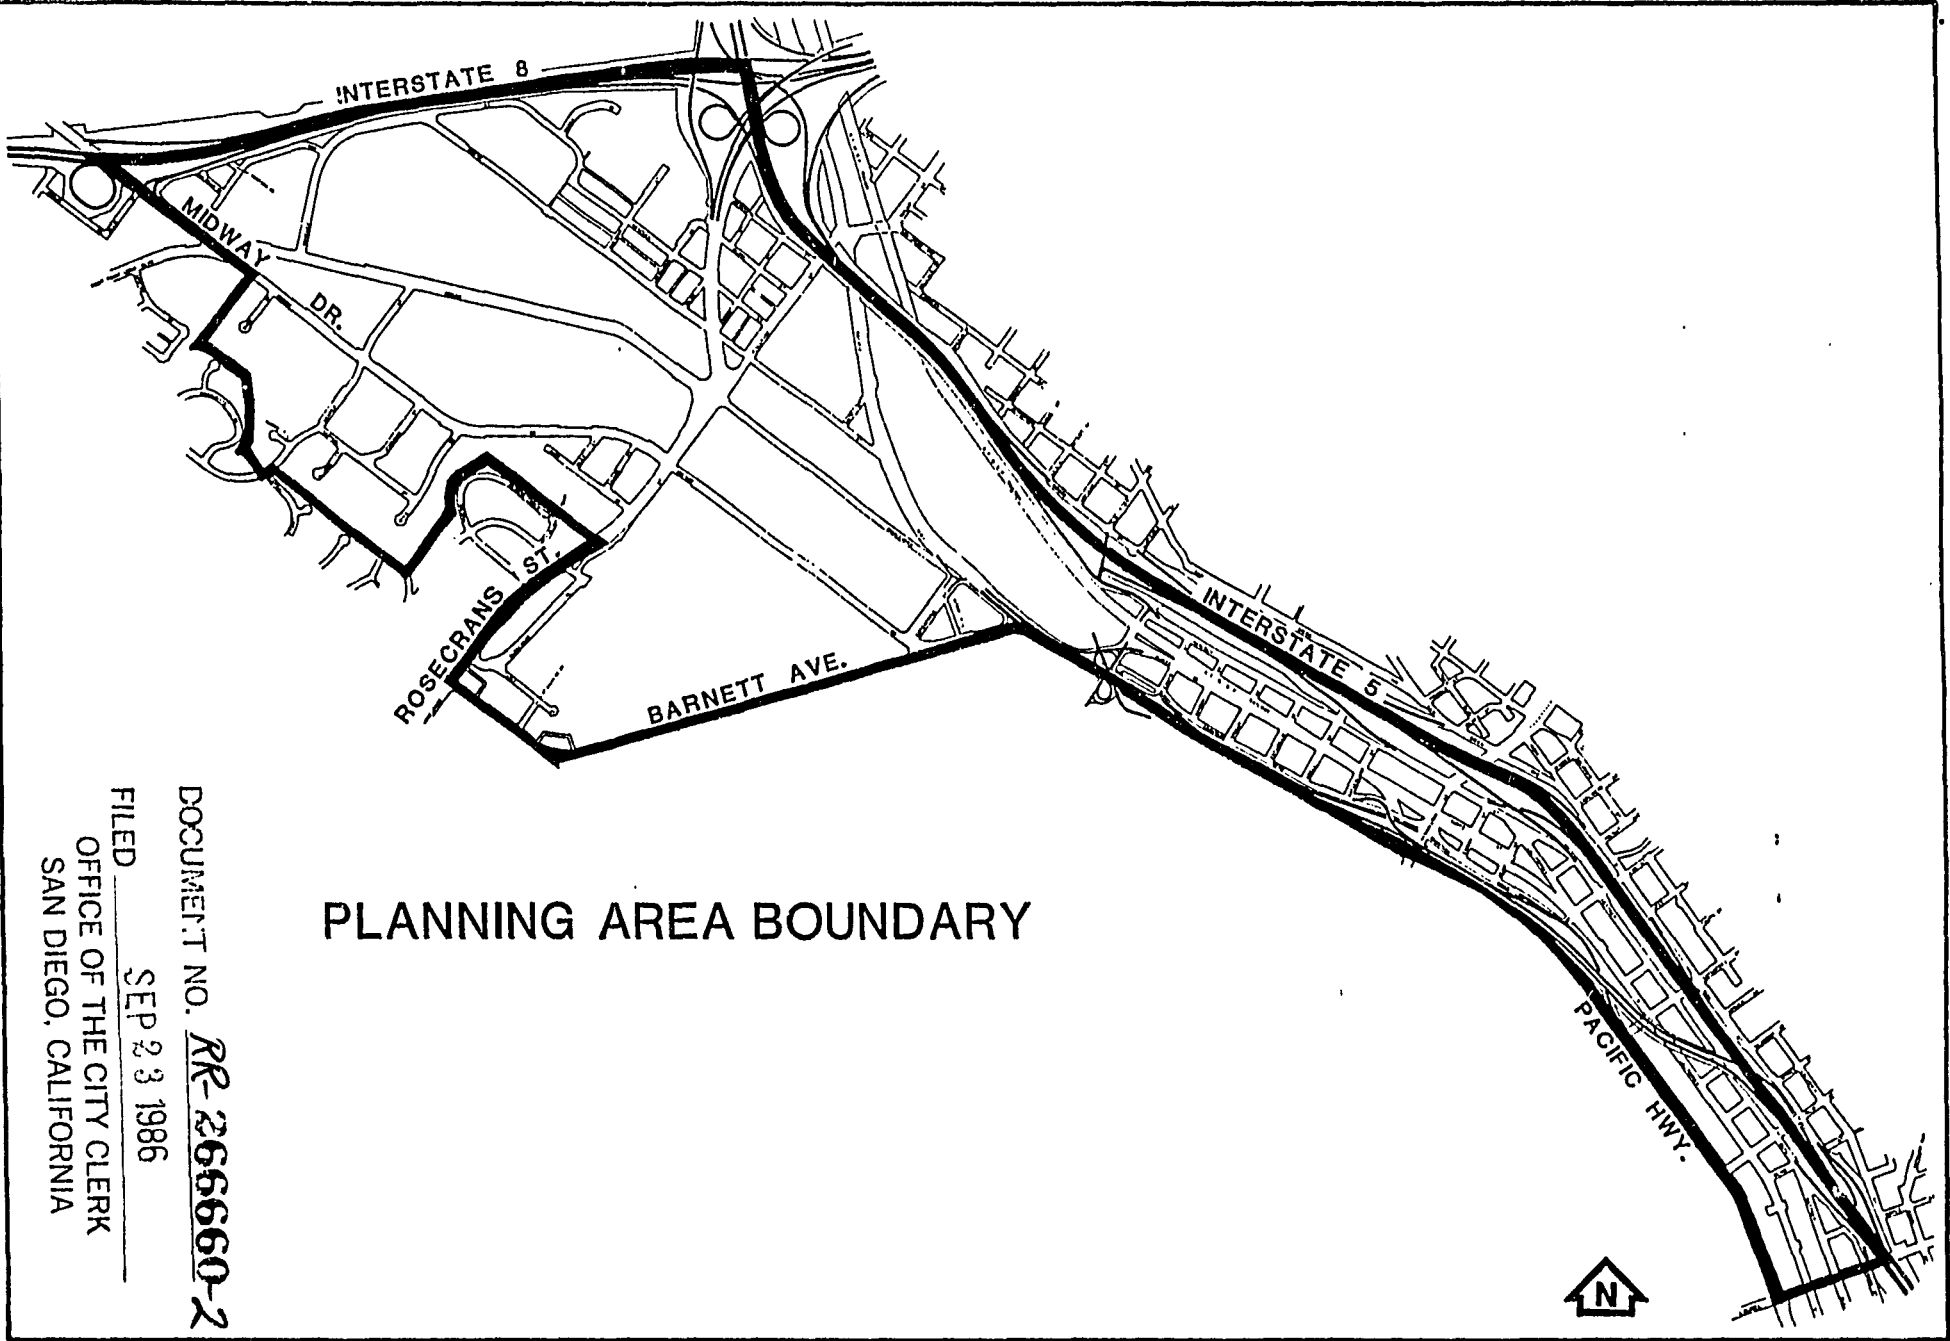 INTERSTATE 8
MIDWAY DR.
ROSECRANS ST.
BARNETT AVE.
INTERSTATE 5
PACIFIC HWY.
PLANNING AREA BOUNDARY
N
DOCUMENT NO. RR-266660-2
FILED SEP 23 1986
OFFICE OF THE CITY CLERK
SAN DIEGO, CALIFORNIA